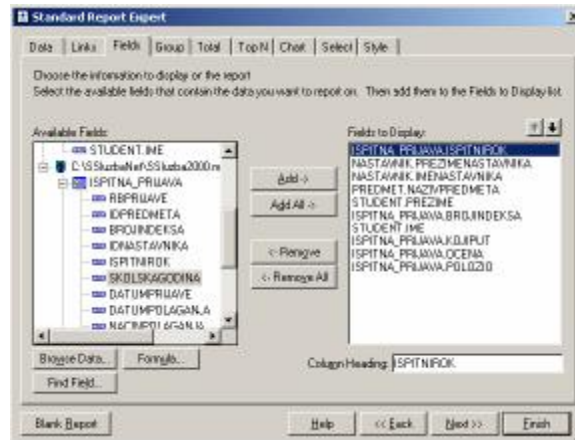 Standard Report Expert
Data Links Fields Group Total Top N Chart Select Style
Choose the information to display on the report
Select the available fields that contain the data you want to report on. Then add them to the Fields to Display list.
Available Fields:
STUDENT.IME
C:\SSluzbaNet\SSluzba2000.m
ISPITNA_PRIJAVA
RBPRIJAVE
IDPREDMETA
BROJINDEKSA
IDNASTAVNIKA
ISPITNIROK
SKOLSKAGODINA
DATUMPRIJAVE
DATUMPOLAGANJA
NACINPOLAGANJA
Add ->
Add All ->
<- Remove
<- Remove All
Fields to Display:
ISPITNA_PRIJAVA.ISPITNIROK
NASTAVNIK.PREZIMENASTAVNIKA
NASTAVNIK.IMENASTAVNIKA
PREDMET.NAZIVPREDMETA
STUDENT.PREZIME
ISPITNA_PRIJAVA.BROJINDEKSA
STUDENT.IME
ISPITNA_PRIJAVA.KOJIPUT
ISPITNA_PRIJAVA.OCENA
ISPITNA_PRIJAVA.POLOZIO
Browse Data... Formula...
Find Field...
Column Heading: ISPITNIROK
Blank Report Help << Back Next >> Finish